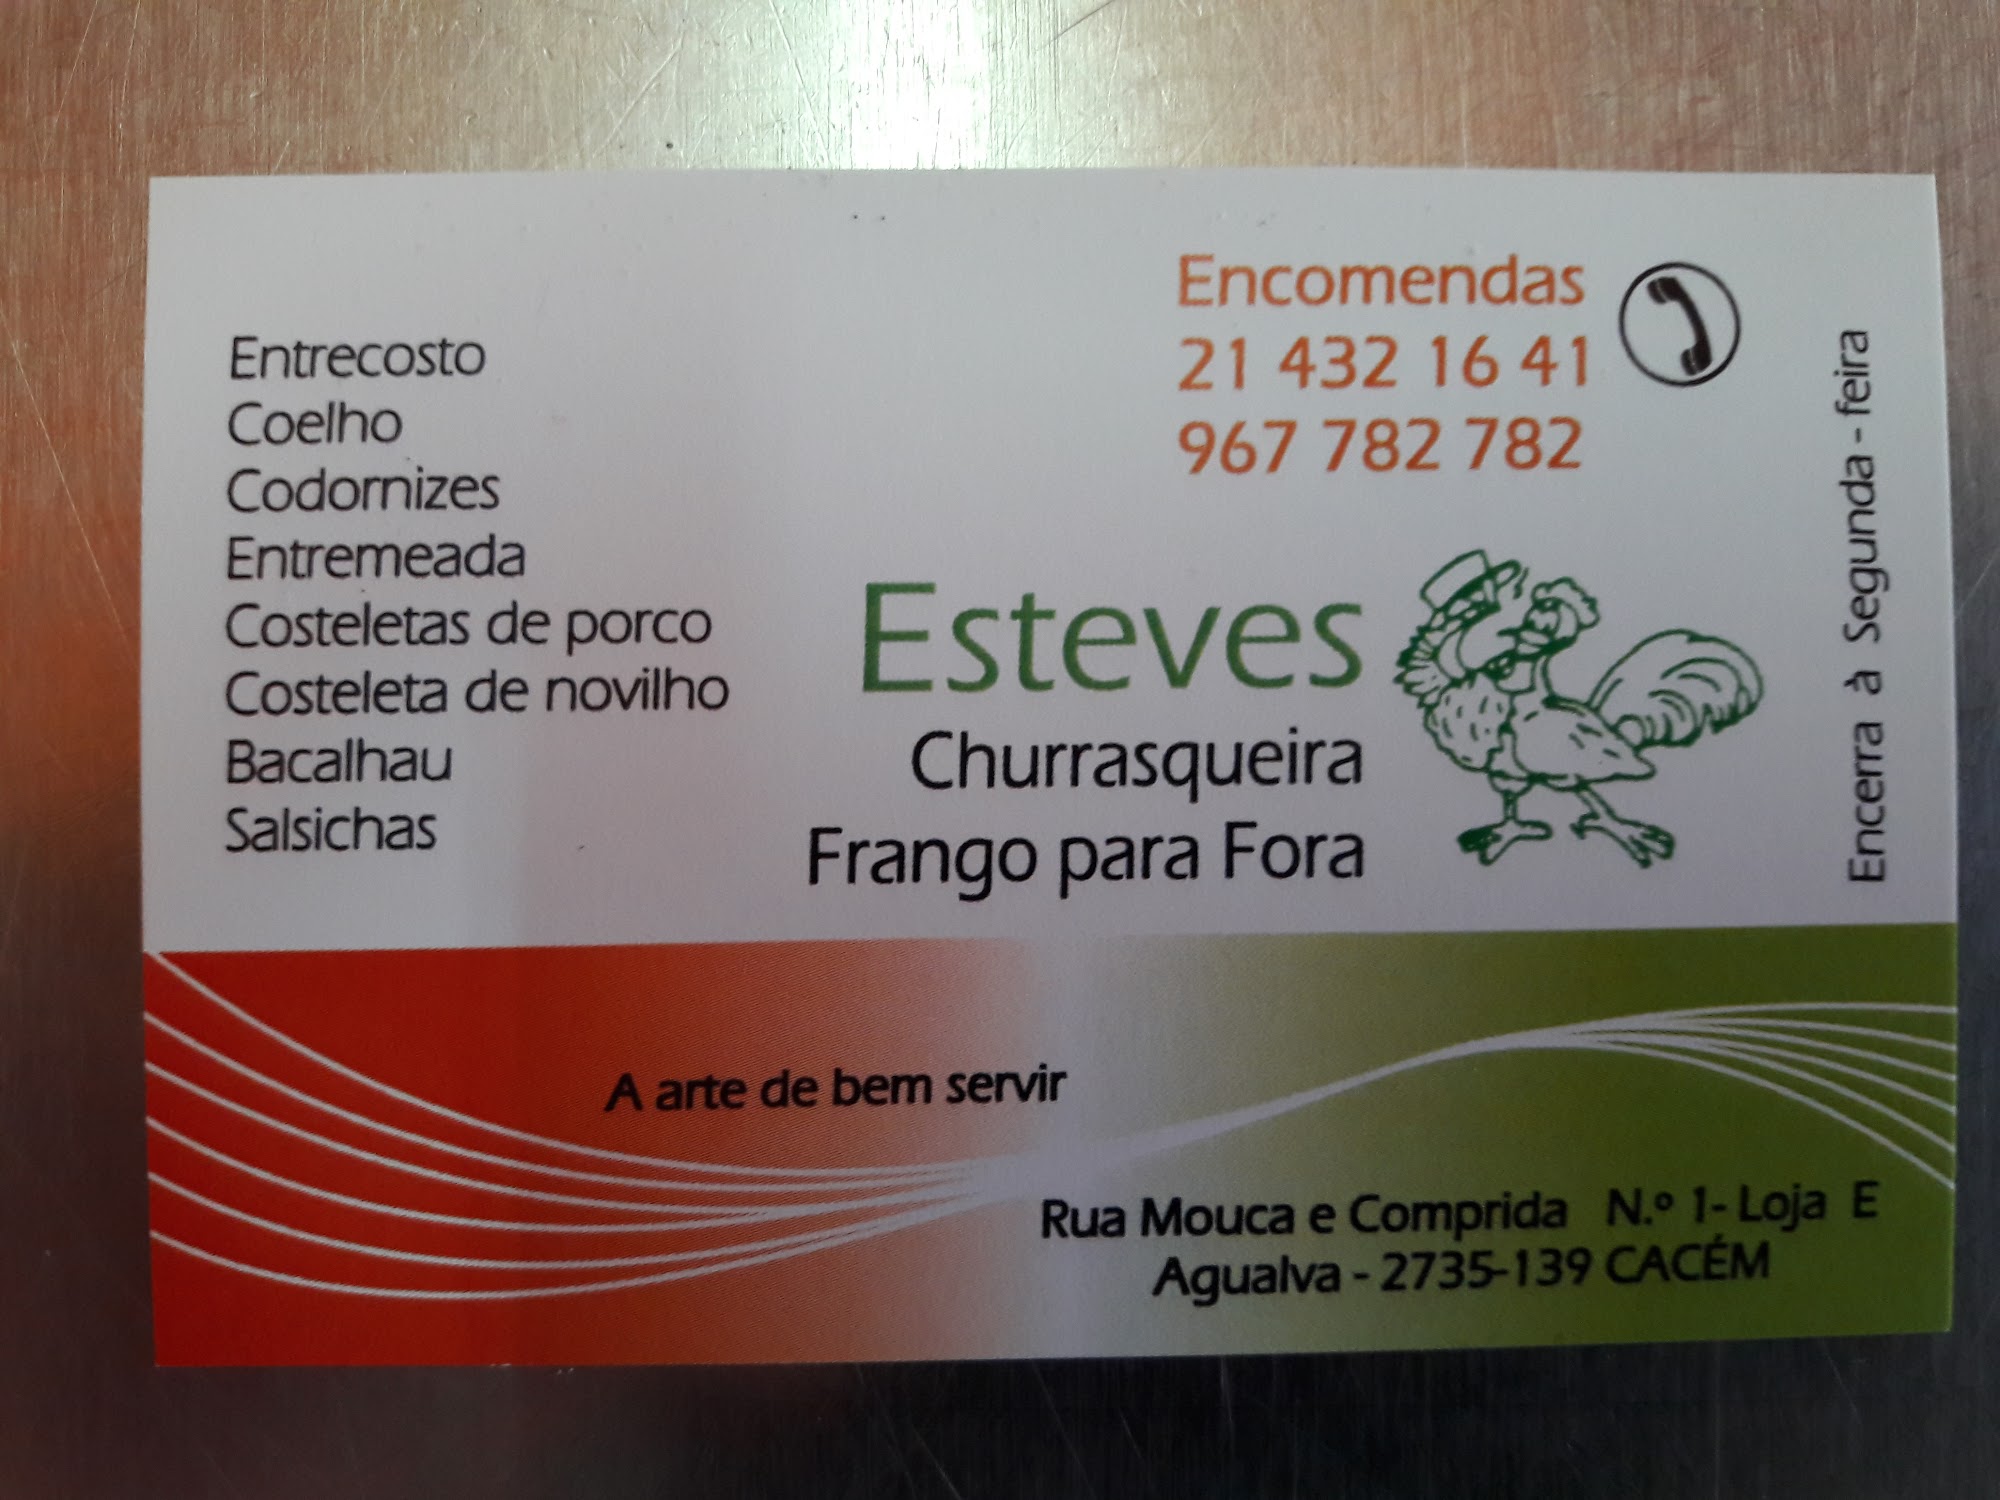 Encomendas
21 432 16 41
967 782 782
Entrecosto
Coelho
Codornizes
Entremeada
Costeletas de porco
Costeleta de novilho
Bacalhau
Salsichas
Esteves
Churrasqueira
Frango para Fora
Encerra à Segunda - feira
A arte de bem servir
Rua Mouca e Comprida N.º 1- Loja E
Agualva - 2735-139 CACÉM